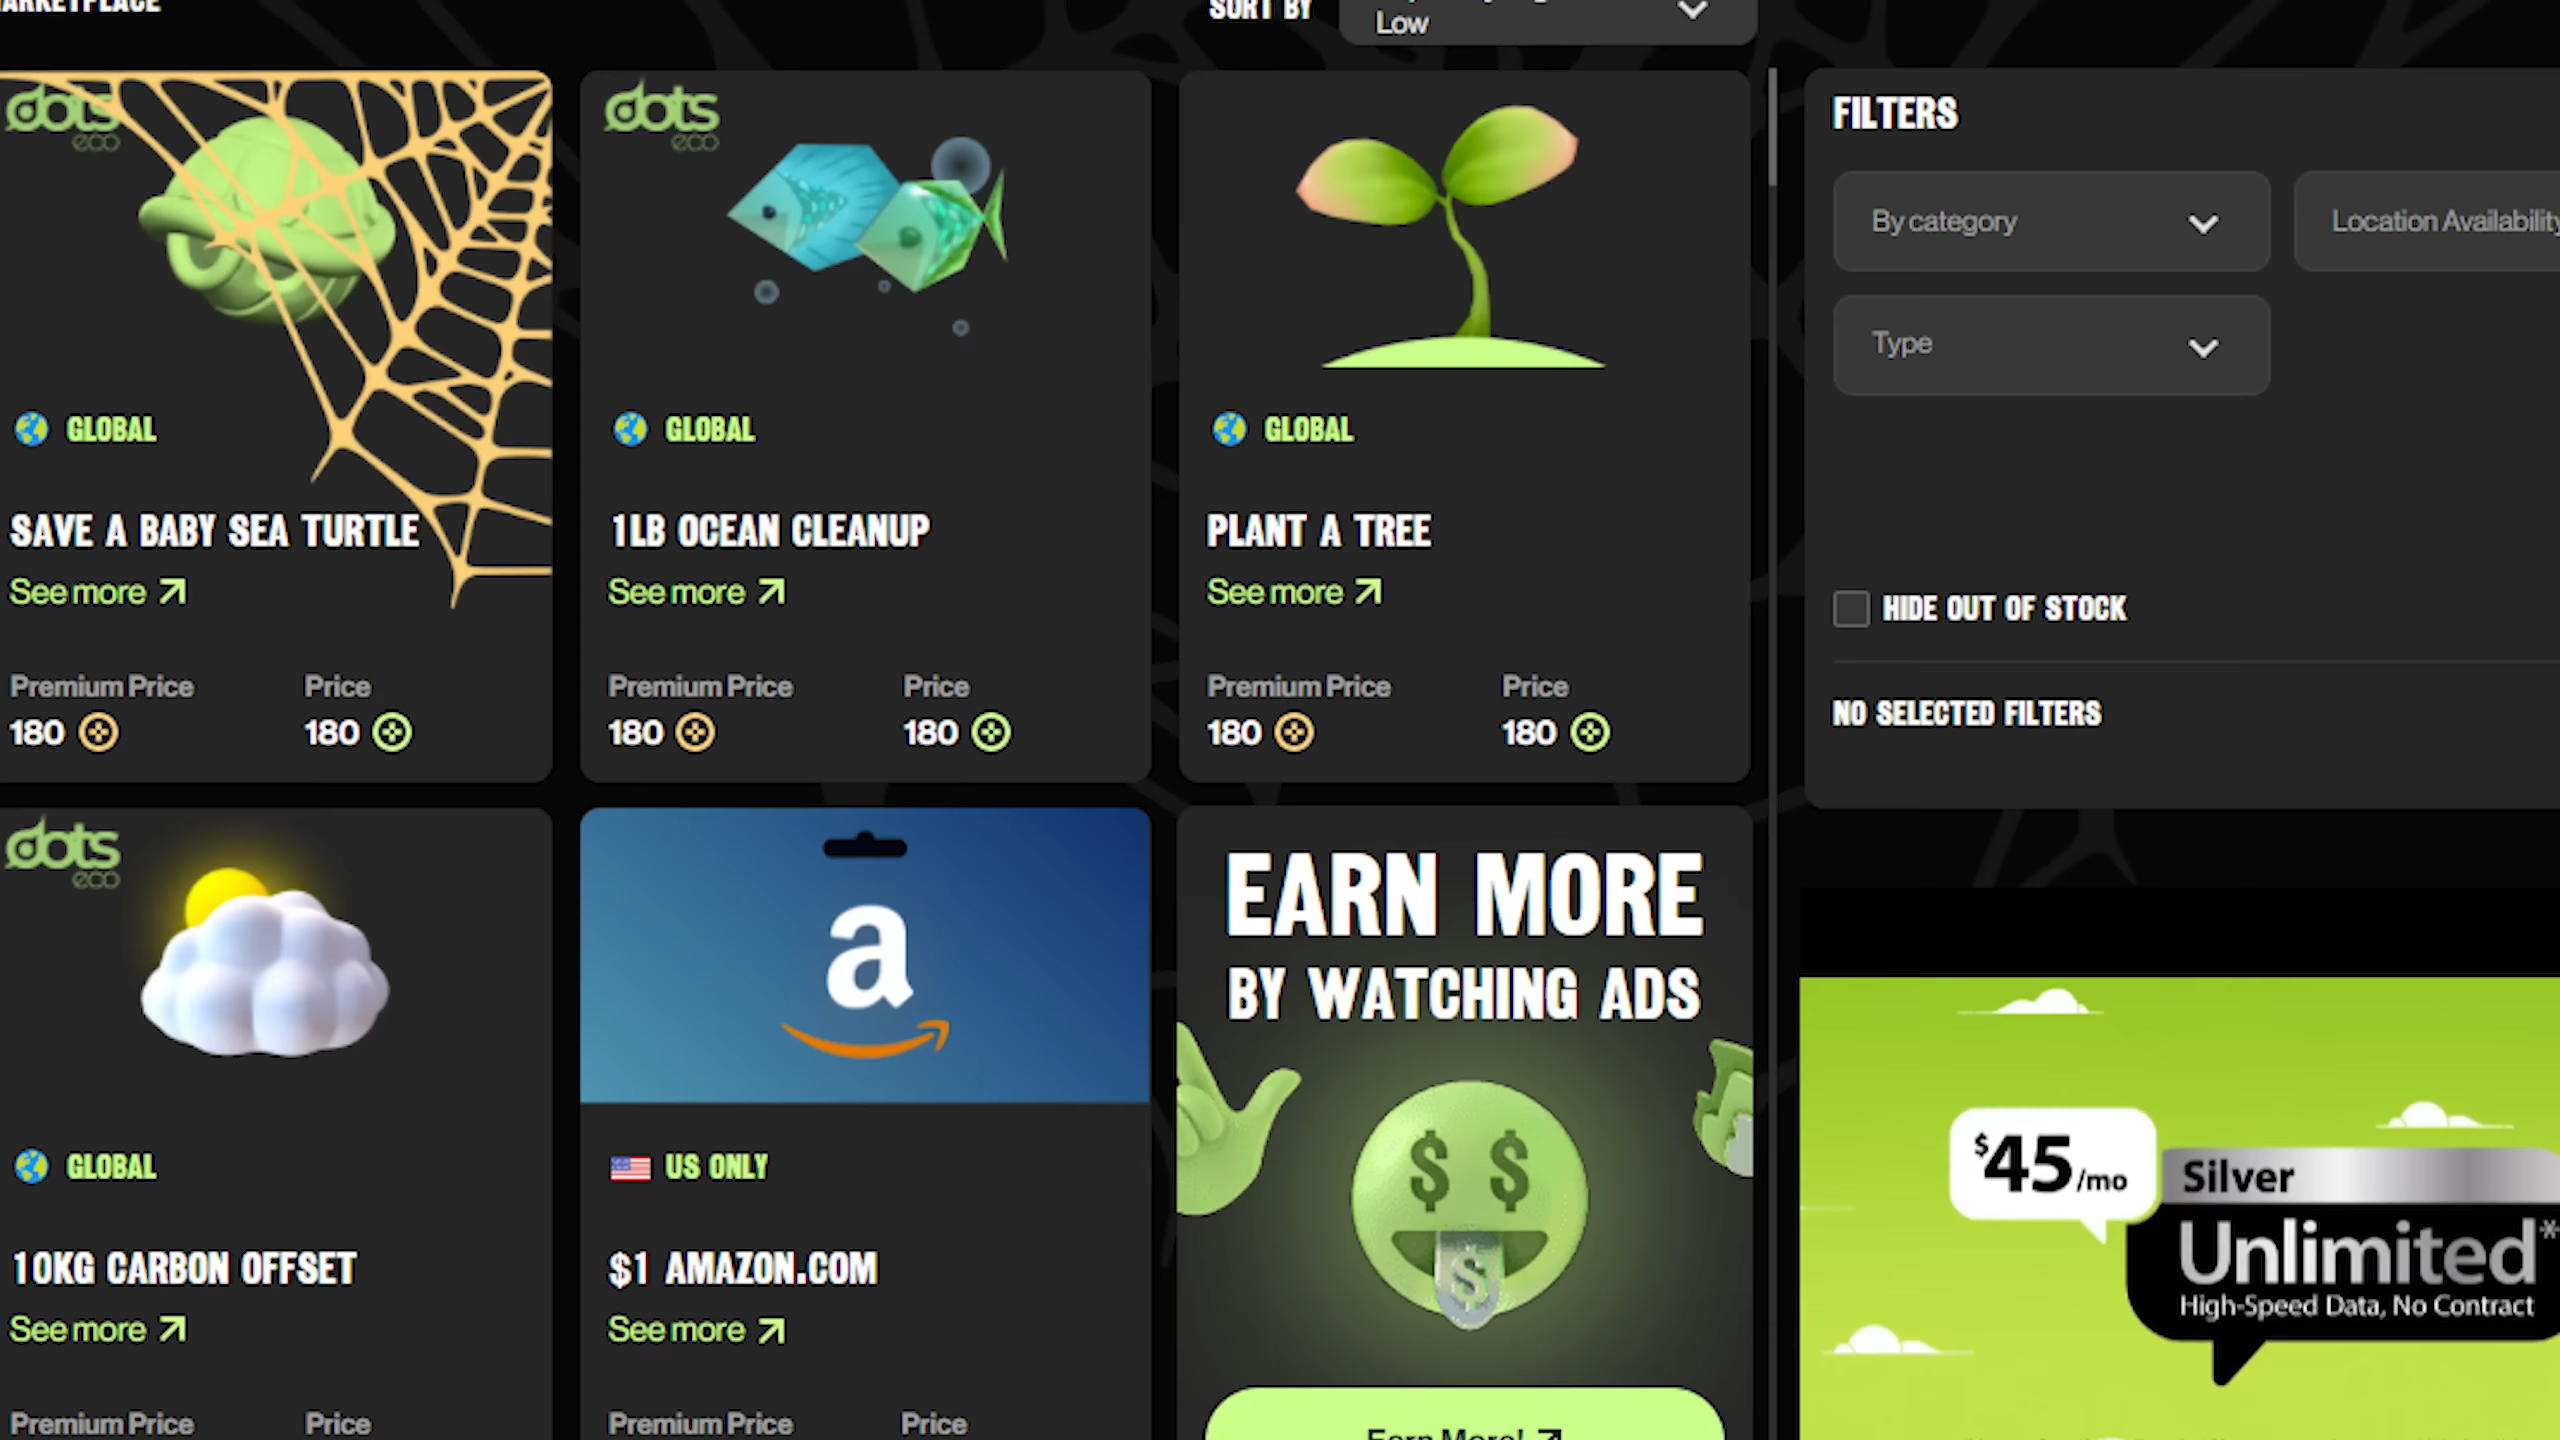 MARKETPLACE
SORT BY
Low
dots
eco
GLOBAL
SAVE A BABY SEA TURTLE
See more
Premium Price
Price
180
180
dots
eco
GLOBAL
1LB OCEAN CLEANUP
See more
Premium Price
Price
180
180
GLOBAL
PLANT A TREE
See more
Premium Price
Price
180
180
dots
eco
GLOBAL
10KG CARBON OFFSET
See more
Premium Price
Price
a
US ONLY
$1 AMAZON.COM
See more
Premium Price
Price
EARN MORE
BY WATCHING ADS
$ $
$
Earn More!
FILTERS
By category
Location Availability
Type
HIDE OUT OF STOCK
NO SELECTED FILTERS
$45/mo
Silver
Unlimited*
High-Speed Data, No Contract